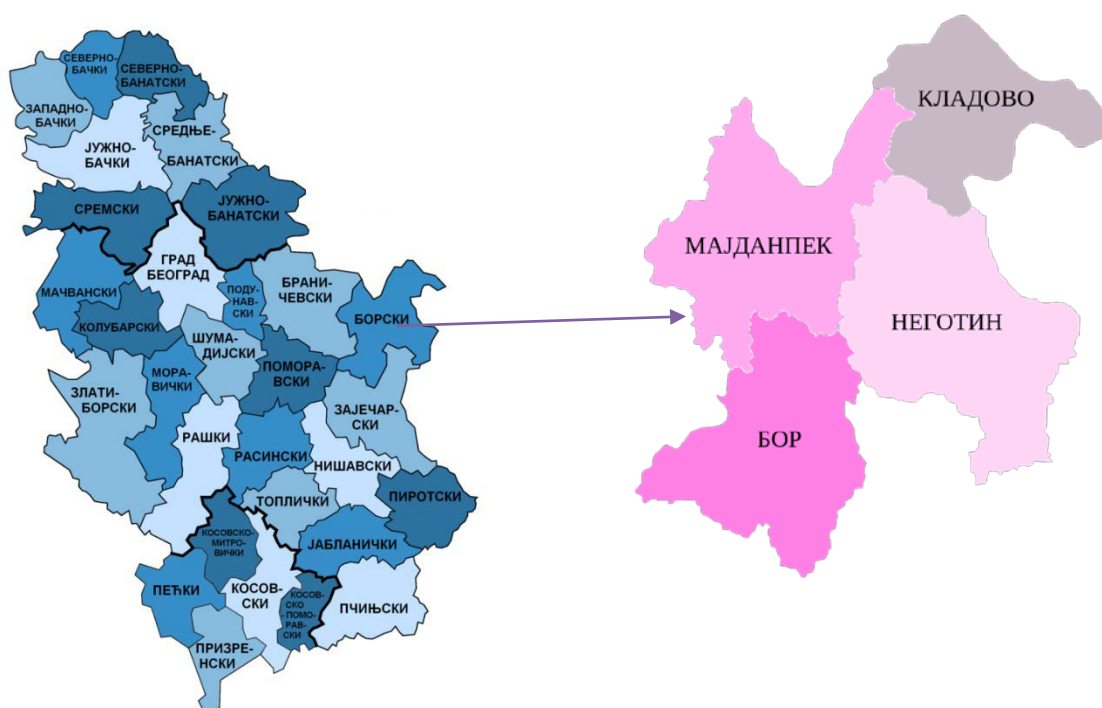 СЕВЕРНО-
БАЧКИ
СЕВЕРНО-
БАНАТСКИ
ЗАПАДНО-
БАЧКИ
СРЕДЊЕ-
БАНАТСКИ
ЈУЖНО-
БАЧКИ
ЈУЖНО-
БАНАТСКИ
СРЕМСКИ
ГРАД
БЕОГРАД
МАЧВАНСКИ
ПОДУ-
НАВ-
СКИ
БРАНИ-
ЧЕВСКИ
БОРСКИ
КОЛУБАРСКИ
ШУМА-
ДИЈСКИ
ПОМОРА-
ВСКИ
МОРА-
ВИЧКИ
ЗЛАТИ-
БОРСКИ
ЗАЈЕЧАР-
СКИ
РАШКИ
РАСИНСКИ
НИШАВСКИ
ПИРОТСКИ
ТОПЛИЧКИ
КОСОВСКО-
МИТРО-
ВИЧКИ
ЈАБЛАНИЧКИ
ПЕЋКИ
КОСОВ-
СКИ
КОСОВ-
СКО
- ПОМО-
РАВ-
СКИ
ПЧИЊСКИ
ПРИЗРЕ-
НСКИ
КЛАДОВО
МАЈДАНПЕК
НЕГОТИН
БОР